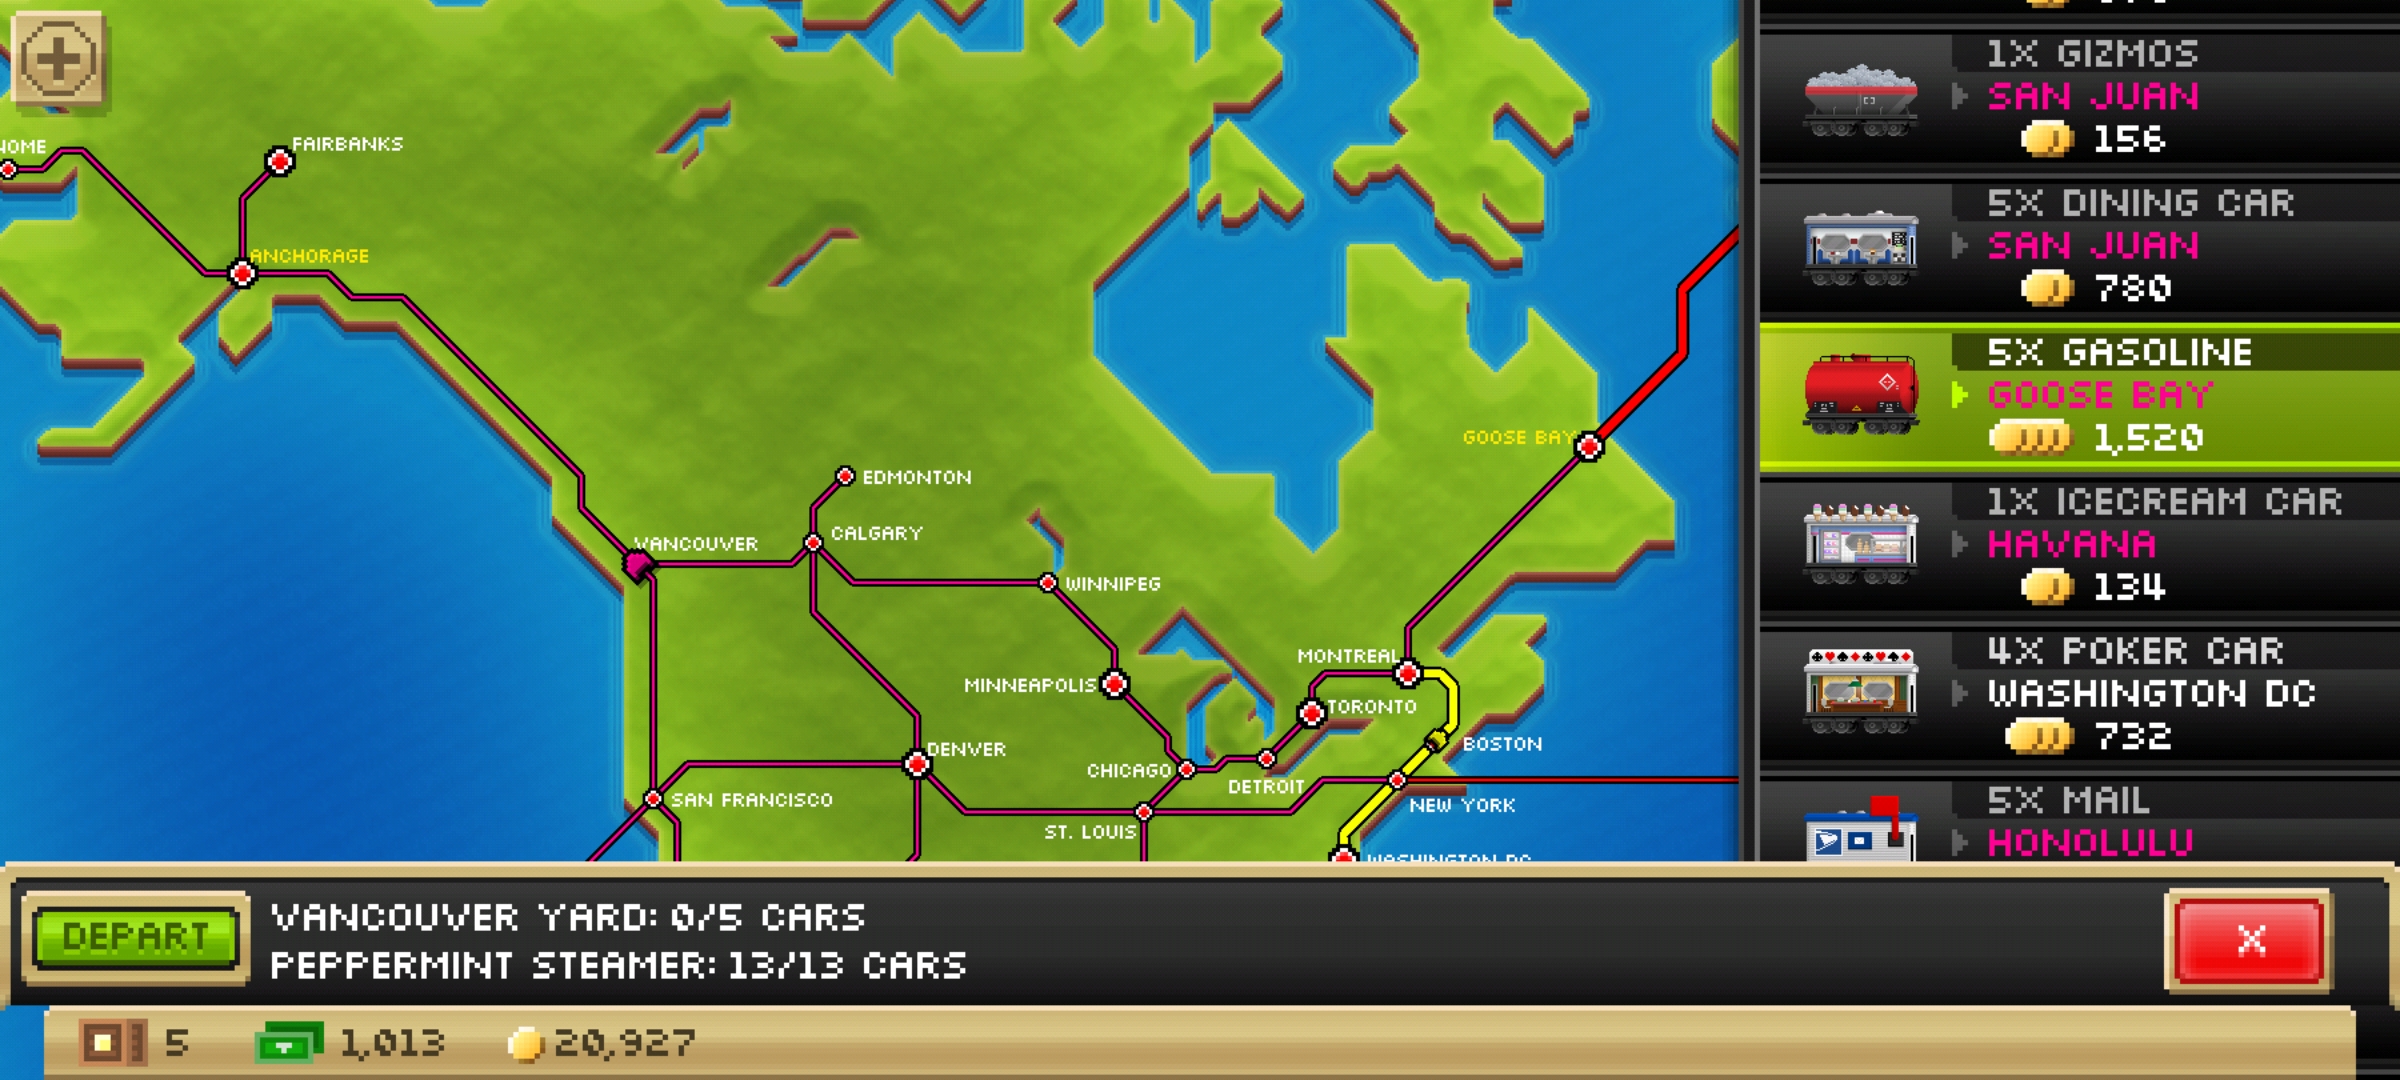 1X GIZMOS
SAN JUAN
156
5X DINING CAR
SAN JUAN
780
5X GASOLINE
GOOSE BAY
1,520
1X ICECREAM CAR
HAVANA
134
4X POKER CAR
WASHINGTON DC
732
5X MAIL
HONOLULU
NOME
FAIRBANKS
ANCHORAGE
GOOSE BAY
EDMONTON
CALGARY
VANCOUVER
WINNIPEG
MONTREAL
MINNEAPOLIS
TORONTO
BOSTON
DENVER
CHICAGO
DETROIT
SAN FRANCISCO
NEW YORK
ST. LOUIS
WASHINGTON DC
DEPART
VANCOUVER YARD: 0/5 CARS
PEPPERMINT STEAMER: 13/13 CARS
X
5
1,013
20,927